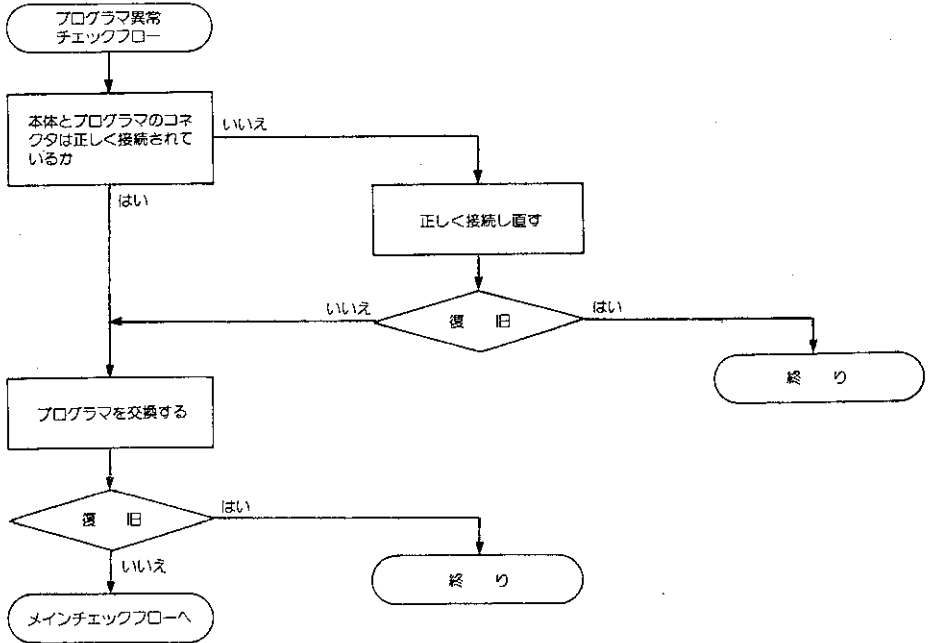 プログラマ異常
チェックフロー
本体とプログラマのコネ
クタは正しく接続されて
いるか
いいえ
はい
正しく接続し直す
いいえ
復 旧
はい
終 り
プログラマを交換する
復 旧
はい
いいえ
終 り
メインチェックフローへ